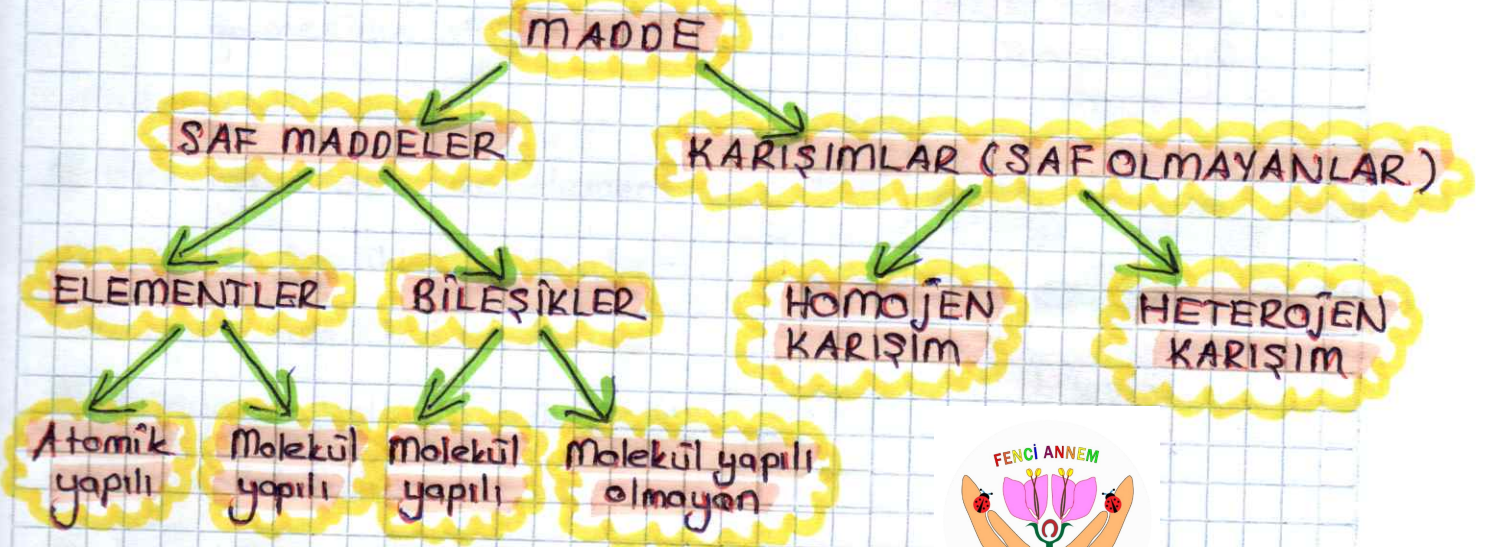 MADDE
SAF MADDELER
KARIŞIMLAR (SAF OLMAYANLAR)
ELEMENTLER
BİLEŞİKLER
HOMOJEN
KARIŞIM
HETEROJEN
KARIŞIM
Atomik
yapılı
Molekül
yapılı
Molekül
yapılı
Molekül yapılı
olmayan
FENCİ ANNEM